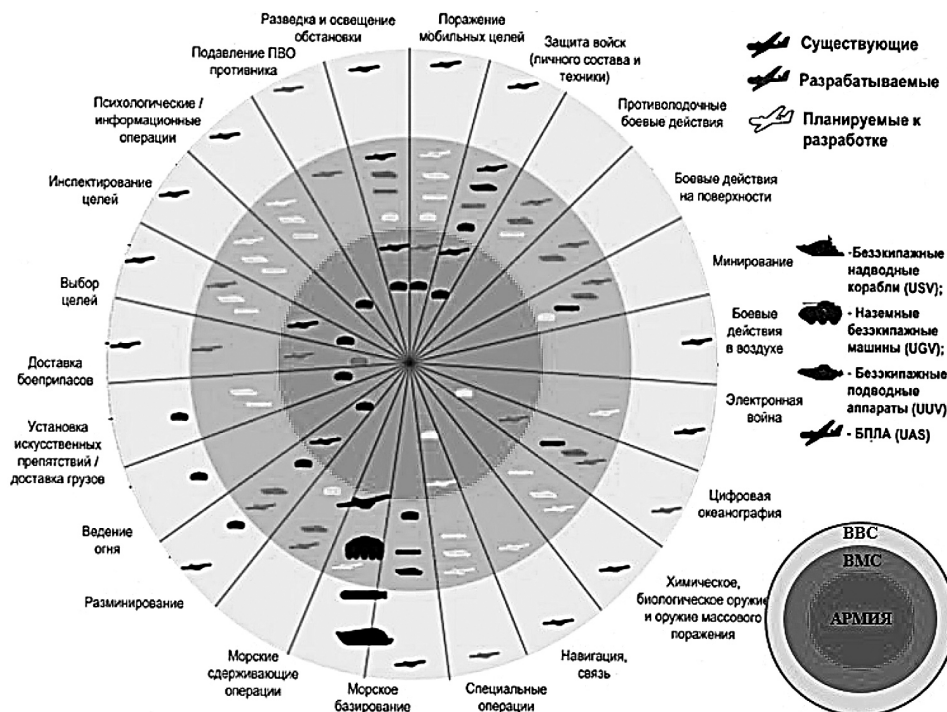 Разведка и освещение
обстановки
Поражение
мобильных целей
Защита войск
(личного состава и
техники)
Противолодочные
боевые действия
Боевые действия
на поверхности
Минирование
Боевые
действия
в воздухе
Электронная
война
Цифровая
океанография
Химическое,
биологическое оружие
и оружие массового
поражения
Навигация,
связь
Специальные
операции
Морское
базирование
Морские
сдерживающие
операции
Разминирование
Ведение
огня
Установка
искусственных
препятствий /
доставка грузов
Доставка
боеприпасов
Выбор
целей
Инспектирование
целей
Психологические /
информационные
операции
Подавление ПВО
противника
Существующие
Разрабатываемые
Планируемые к
разработке
-Безэкипажные
надводные
корабли (USV);
- Наземные
безэкипажные
машины (UGV);
- Безэкипажные
подводные
аппараты (UUV)
- БПЛА (UAS)
ВВС
ВМС
АРМИЯ